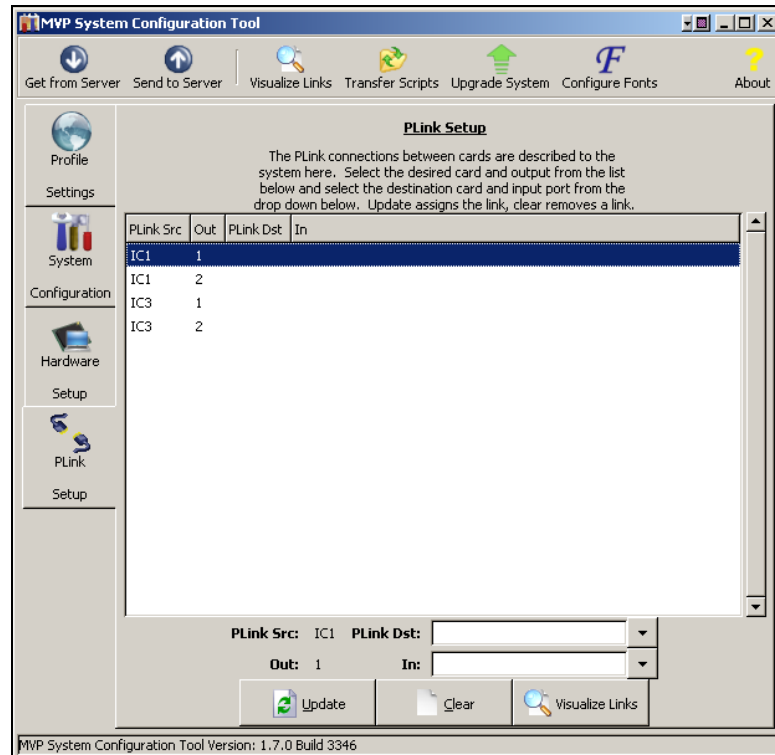 MVP System Configuration Tool
Get from Server Send to Server Visualize Links Transfer Scripts Upgrade System Configure Fonts About
Profile
Settings
System
Configuration
Hardware
Setup
PLink
Setup
PLink Setup
The PLink connections between cards are described to the
system here. Select the desired card and output from the list
below and select the destination card and input port from the
drop down below. Update assigns the link, clear removes a link.
PLink Src Out PLink Dst In
IC1 1
IC1 2
IC3 1
IC3 2
PLink Src: IC1 PLink Dst:
Out: 1 In:
Update Clear Visualize Links
MVP System Configuration Tool Version: 1.7.0 Build 3346